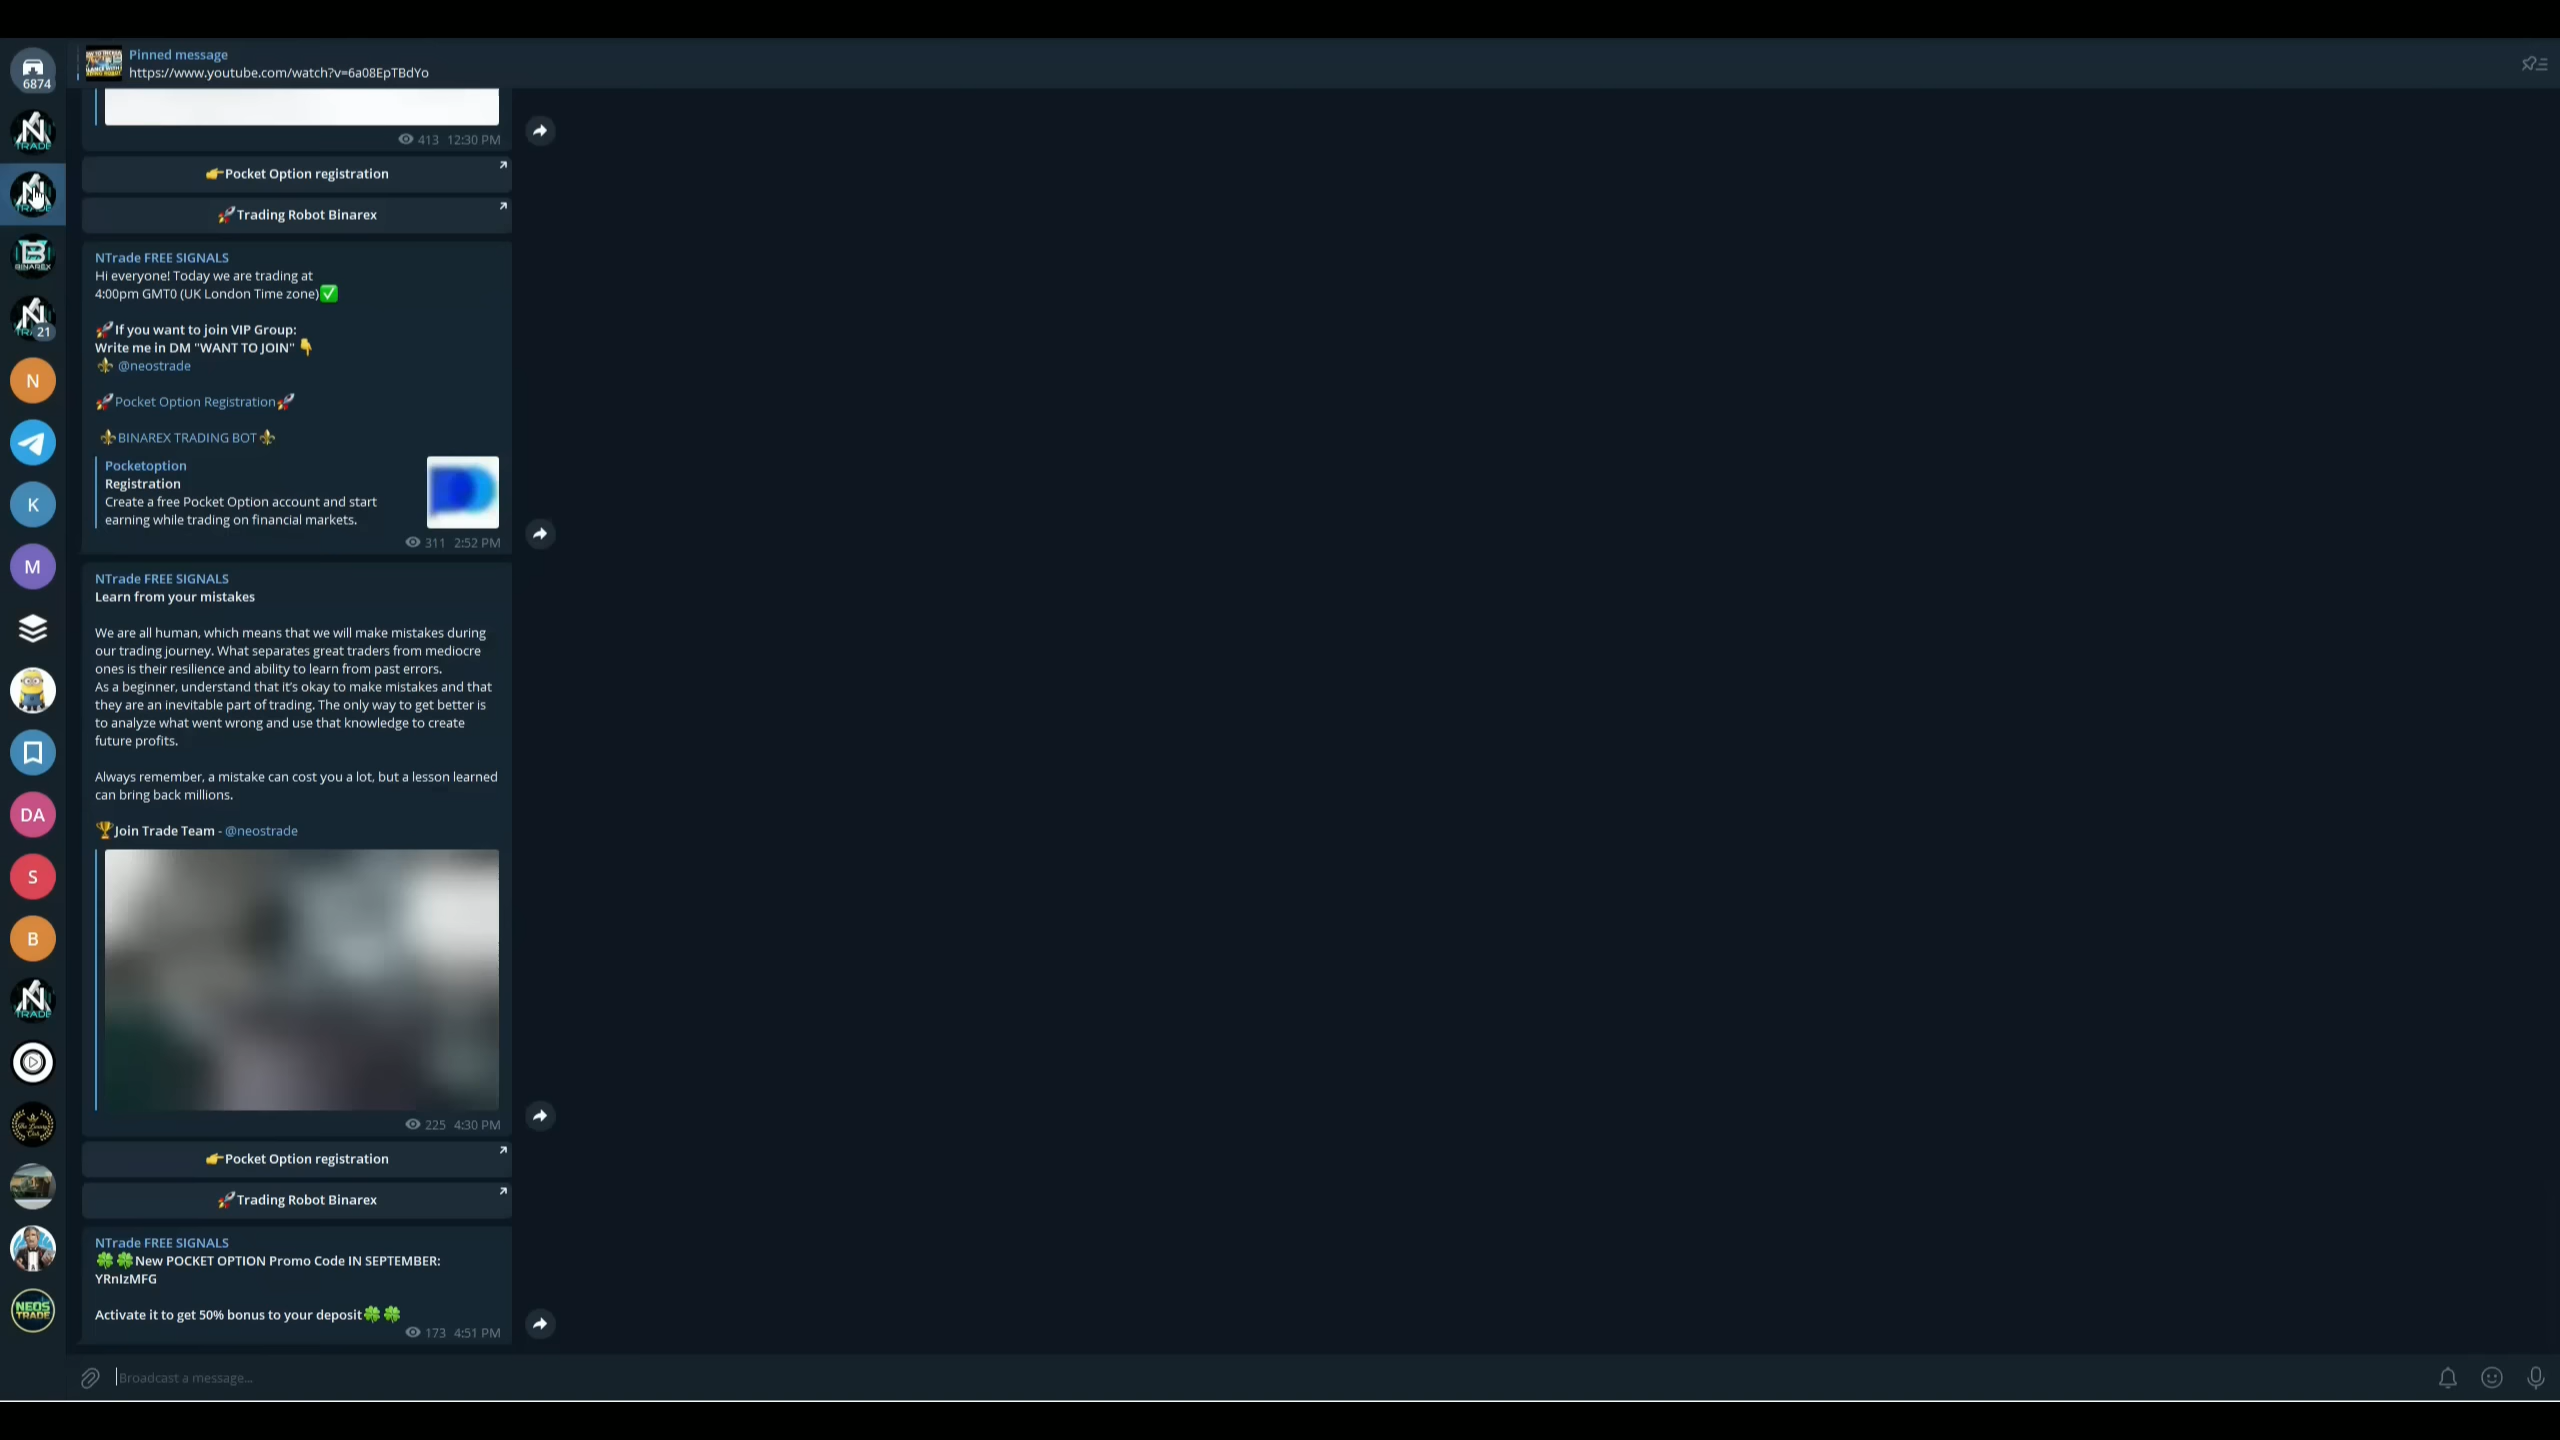 Pinned message
https://www.youtube.com/watch?v=6a08EpTBdYo
6874
413 12:30 PM
👉Pocket Option registration
🚀Trading Robot Binarex
NTrade FREE SIGNALS
Hi everyone! Today we are trading at
4:00pm GMT0 (UK London Time zone)✅
🚀If you want to join VIP Group:
Write me in DM "WANT TO JOIN" 👇
⚜️ @neostrade
🚀Pocket Option Registration🚀
⚜️BINAREX TRADING BOT⚜️
Pocketoption
Registration
Create a free Pocket Option account and start
earning while trading on financial markets.
311 2:52 PM
NTrade FREE SIGNALS
Learn from your mistakes
We are all human, which means that we will make mistakes during
our trading journey. What separates great traders from mediocre
ones is their resilience and ability to learn from past errors.
As a beginner, understand that it's okay to make mistakes and that
they are an inevitable part of trading. The only way to get better is
to analyze what went wrong and use that knowledge to create
future profits.
Always remember, a mistake can cost you a lot, but a lesson learned
can bring back millions.
🏆Join Trade Team - @neostrade
225 4:30 PM
👉Pocket Option registration
🚀Trading Robot Binarex
NTrade FREE SIGNALS
🍀🍀New POCKET OPTION Promo Code IN SEPTEMBER:
YRnIzMFG
Activate it to get 50% bonus to your deposit🍀🍀
173 4:51 PM
Broadcast a message...
N
TRADE
BINAREX
21
N
K
M
DA
S
B
N
TRADE
NEOS
TRADE